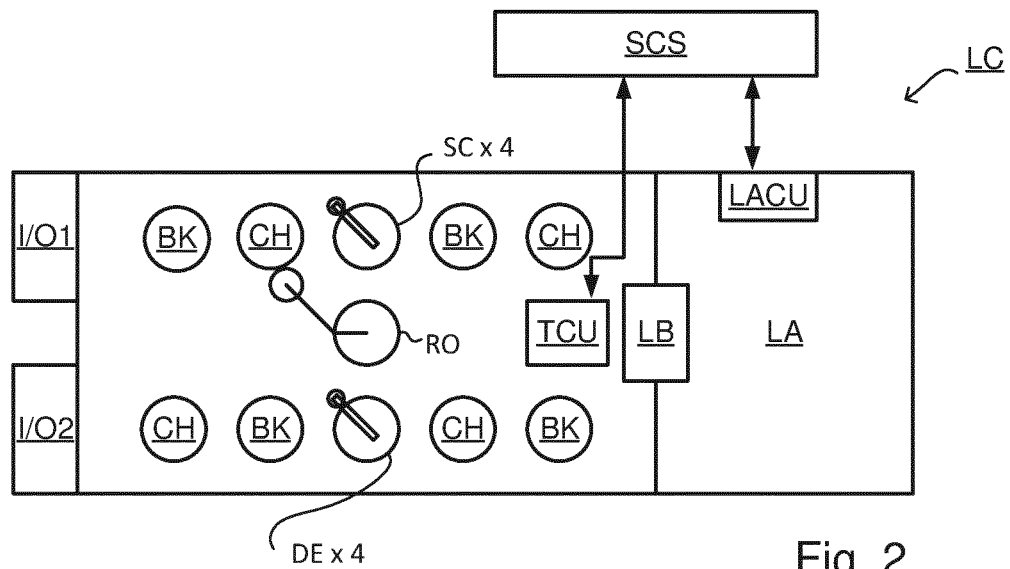 SCS
LC
SC x 4
LACU
I/O1
BK
CH
BK
CH
TCU
LB
LA
RO
I/O2
CH
BK
CH
BK
DE x 4
Fig. 2